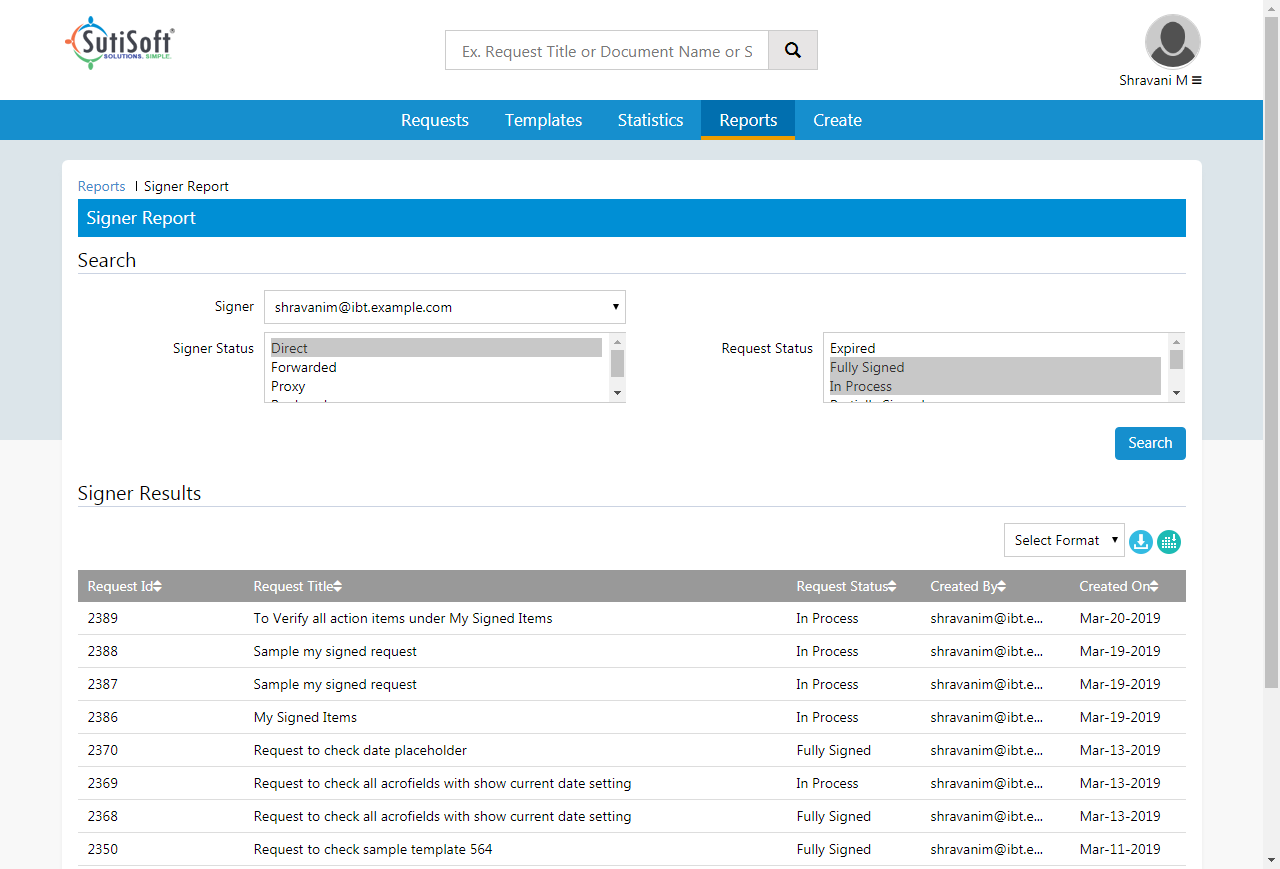 SutiSoft®
SOLUTIONS. SIMPLE.
Ex. Request Title or Document Name or S
Shravani M
Requests Templates Statistics Reports Create
Reports | Signer Report
Signer Report
Search
Signer shravanim@ibt.example.com
Signer Status Direct Request Status Expired
Forwarded Fully Signed
Proxy In Process
Search
Signer Results
Select Format
Request Id Request Title Request Status Created By Created On
2389 To Verify all action items under My Signed Items In Process shravanim@ibt.e... Mar-20-2019
2388 Sample my signed request In Process shravanim@ibt.e... Mar-19-2019
2387 Sample my signed request In Process shravanim@ibt.e... Mar-19-2019
2386 My Signed Items In Process shravanim@ibt.e... Mar-19-2019
2370 Request to check date placeholder Fully Signed shravanim@ibt.e... Mar-13-2019
2369 Request to check all acrofields with show current date setting In Process shravanim@ibt.e... Mar-13-2019
2368 Request to check all acrofields with show current date setting Fully Signed shravanim@ibt.e... Mar-13-2019
2350 Request to check sample template 564 Fully Signed shravanim@ibt.e... Mar-11-2019